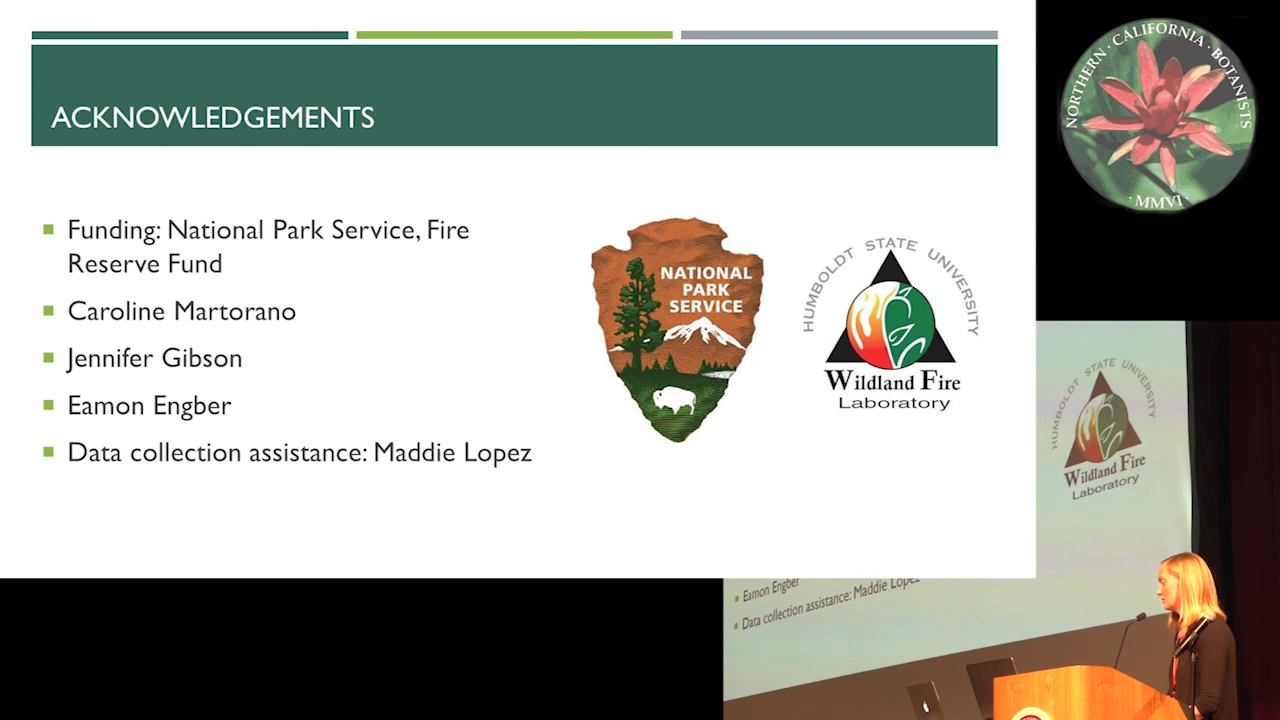 ACKNOWLEDGEMENTS
Funding: National Park Service, Fire
Reserve Fund
Caroline Martorano
Jennifer Gibson
Eamon Engber
Data collection assistance: Maddie Lopez
NATIONAL
PARK
SERVICE
HUMBOLDT STATE UNIVERSITY
Wildland Fire
Laboratory
NORTHERN · CALIFORNIA · BOTANISTS
· MMVI ·
HUMBOLDT STATE UNIVERSITY
Wildland Fire
Laboratory
Eamon Engber
Data collection assistance: Maddie Lopez